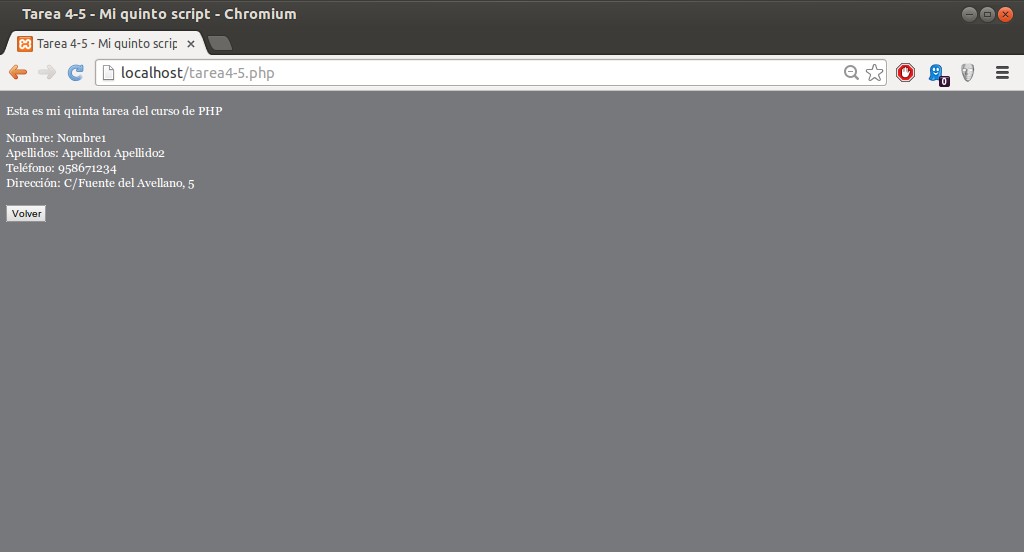 Tarea 4-5 - Mi quinto script - Chromium
Tarea 4-5 - Mi quinto scrip
localhost/tarea4-5.php
0
Esta es mi quinta tarea del curso de PHP
Nombre: Nombre1
Apellidos: Apellido1 Apellido2
Teléfono: 958671234
Dirección: C/Fuente del Avellano, 5
Volver